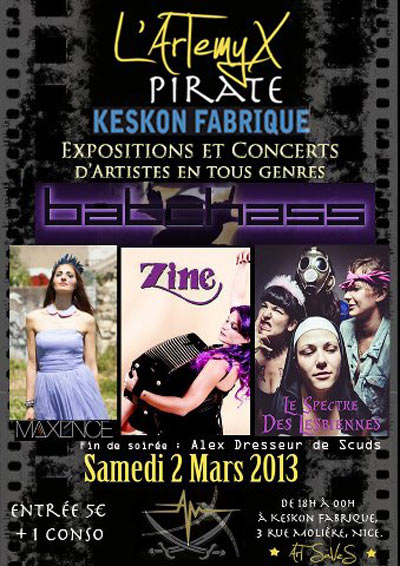 L'ArTemyX
PIRATE
KESKON FABRIQUE
EXPOSITIONS ET CONCERTS
D'ARTISTES EN TOUS GENRES
batchass
Zine
MAXENCE
LE SPECTRE
DES LESBIENNES
Fin de soirée : Alex Dresseur de Scuds
Samedi 2 Mars 2013
ENTRÉE 5€
+ 1 CONSO
DE 18H À 00H
À KESKON FABRIQUE,
3 RUE MOLIÈRE, NICE.
★ Art SaVeS ★